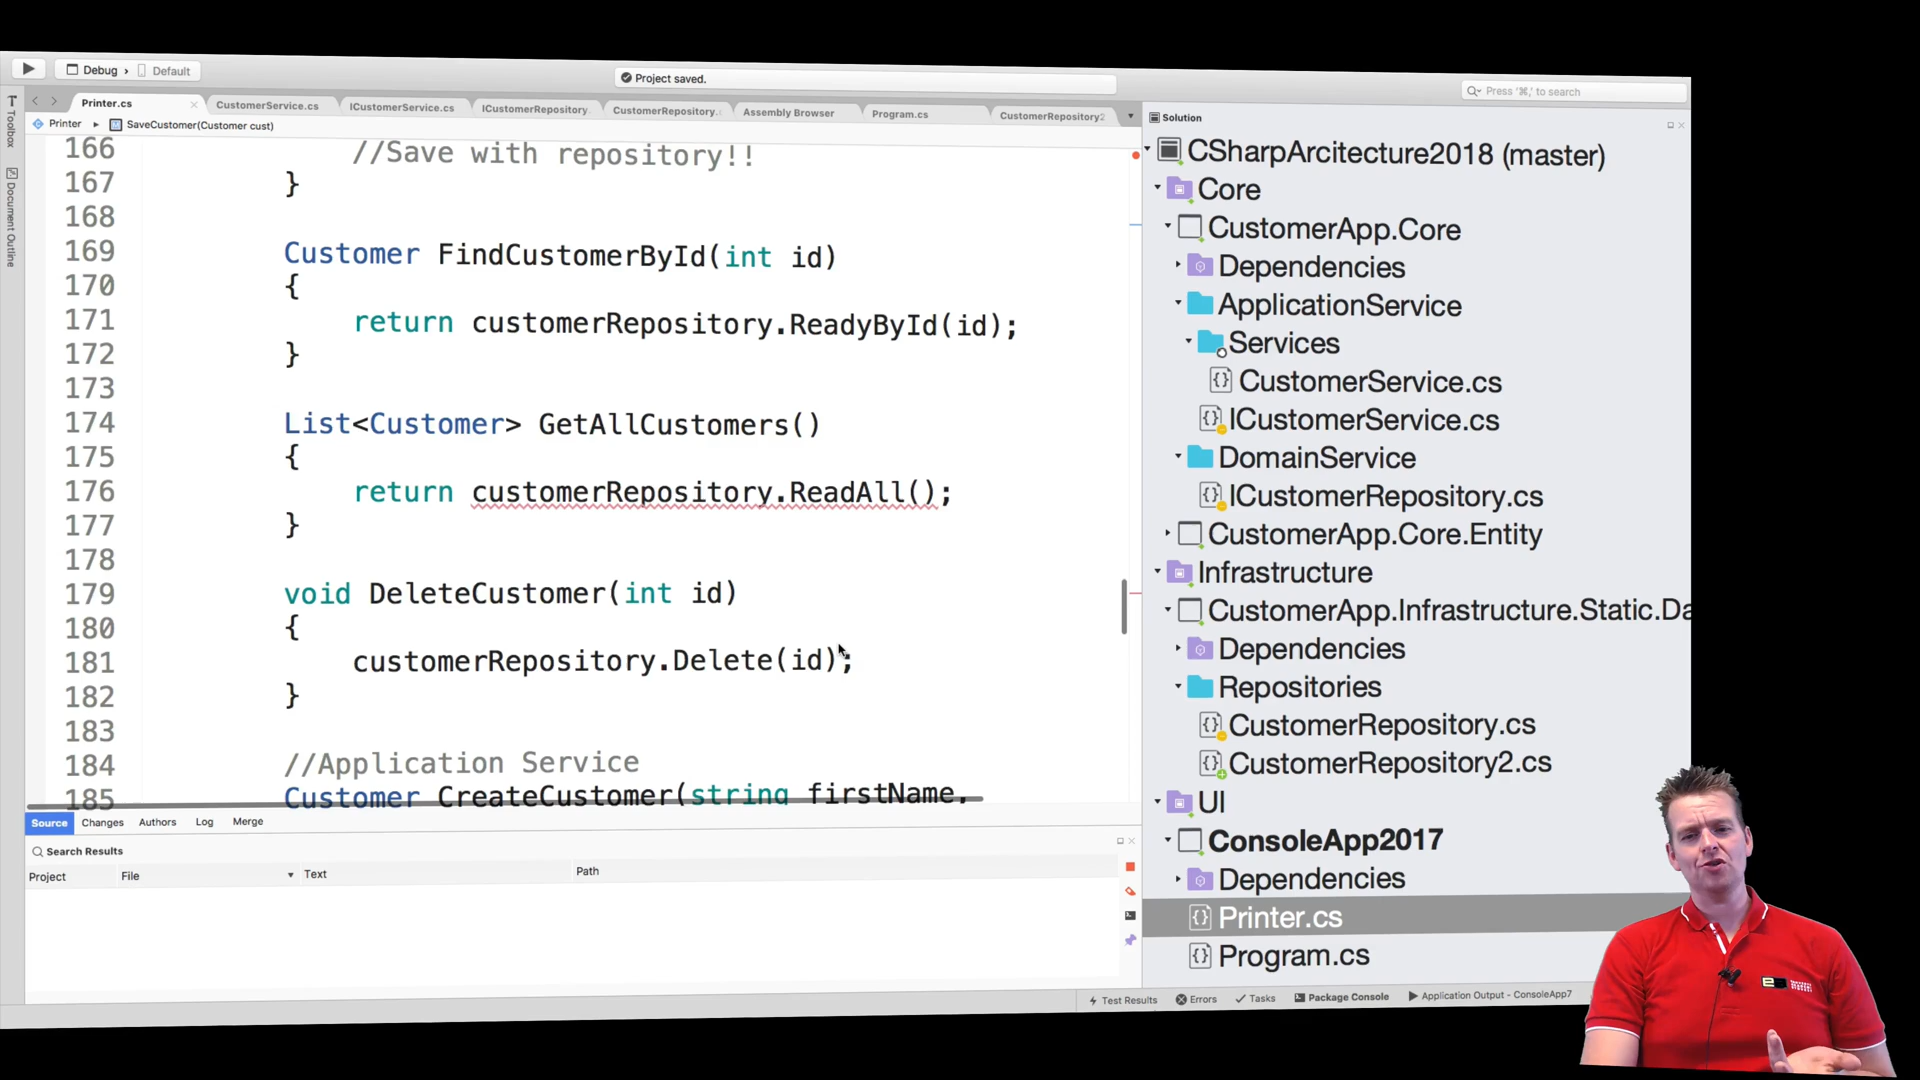 Debug › Default
Project saved.
Press '⌘,' to search
Printer.cs
CustomerService.cs
ICustomerService.cs
ICustomerRepository
CustomerRepository.
Assembly Browser
Program.cs
CustomerRepository2
Printer ▸ SaveCustomer(Customer cust)
Toolbox
Document Outline
166 //Save with repository!!
167 }
168
169 Customer FindCustomerById(int id)
170 {
171 return customerRepository.ReadyById(id);
172 }
173
174 List<Customer> GetAllCustomers()
175 {
176 return customerRepository.ReadAll();
177 }
178
179 void DeleteCustomer(int id)
180 {
181 customerRepository.Delete(id);
182 }
183
184 //Application Service
185 Customer CreateCustomer(string firstName,
Source Changes Authors Log Merge
Search Results
Project File Text Path
Solution
CSharpArcitecture2018 (master)
Core
CustomerApp.Core
Dependencies
ApplicationService
Services
CustomerService.cs
ICustomerService.cs
DomainService
ICustomerRepository.cs
CustomerApp.Core.Entity
Infrastructure
CustomerApp.Infrastructure.Static.Da
Dependencies
Repositories
CustomerRepository.cs
CustomerRepository2.cs
UI
ConsoleApp2017
Dependencies
Printer.cs
Program.cs
Test Results Errors Tasks Package Console Application Output - ConsoleApp7